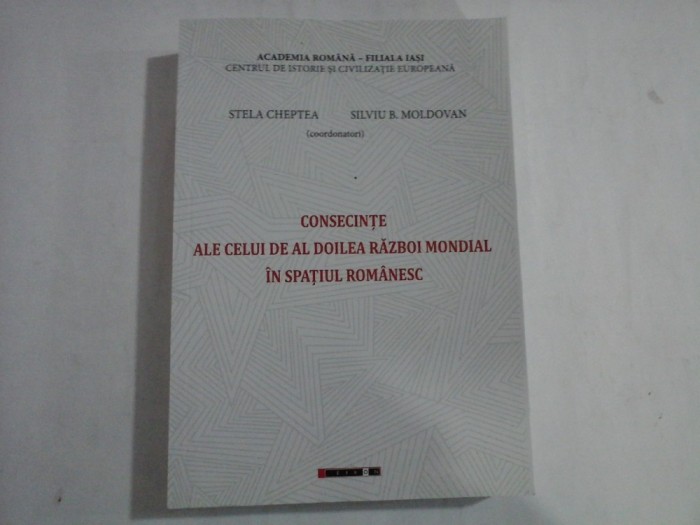 ACADEMIA ROMÂNĂ – FILIALA IAȘI
CENTRUL DE ISTORIE ȘI CIVILIZAȚIE EUROPEANĂ
STELA CHEPTEA SILVIU B. MOLDOVAN
(coordonatori)
CONSECINȚE
ALE CELUI DE AL DOILEA RĂZBOI MONDIAL
ÎN SPAȚIUL ROMÂNESC